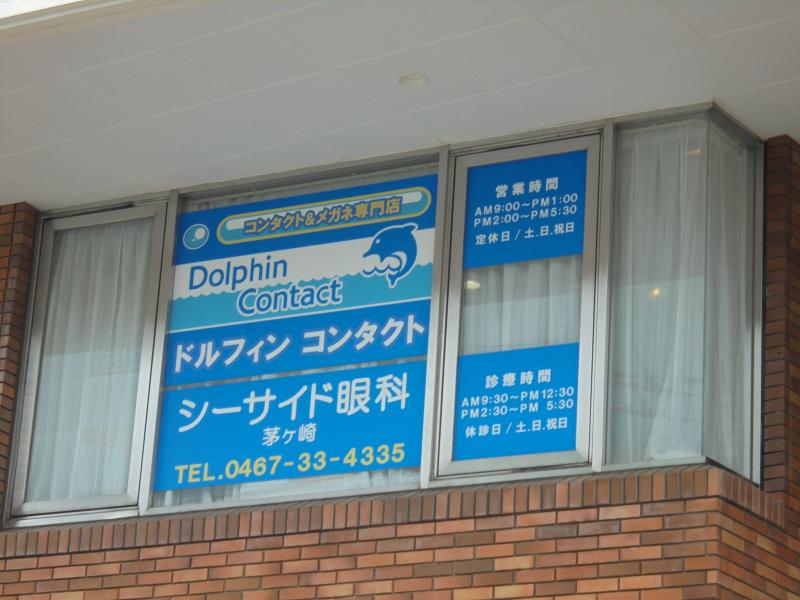 コンタクト&メガネ専門店
Dolphin
Contact
ドルフィン コンタクト
シーサイド眼科
茅ヶ崎
TEL.0467-33-4335
営業時間
AM9:00～PM1:00
PM2:00～PM5:30
定休日/土.日.祝日
診療時間
AM9:30～PM12:30
PM2:30～PM 5:30
休診日/土.日.祝日